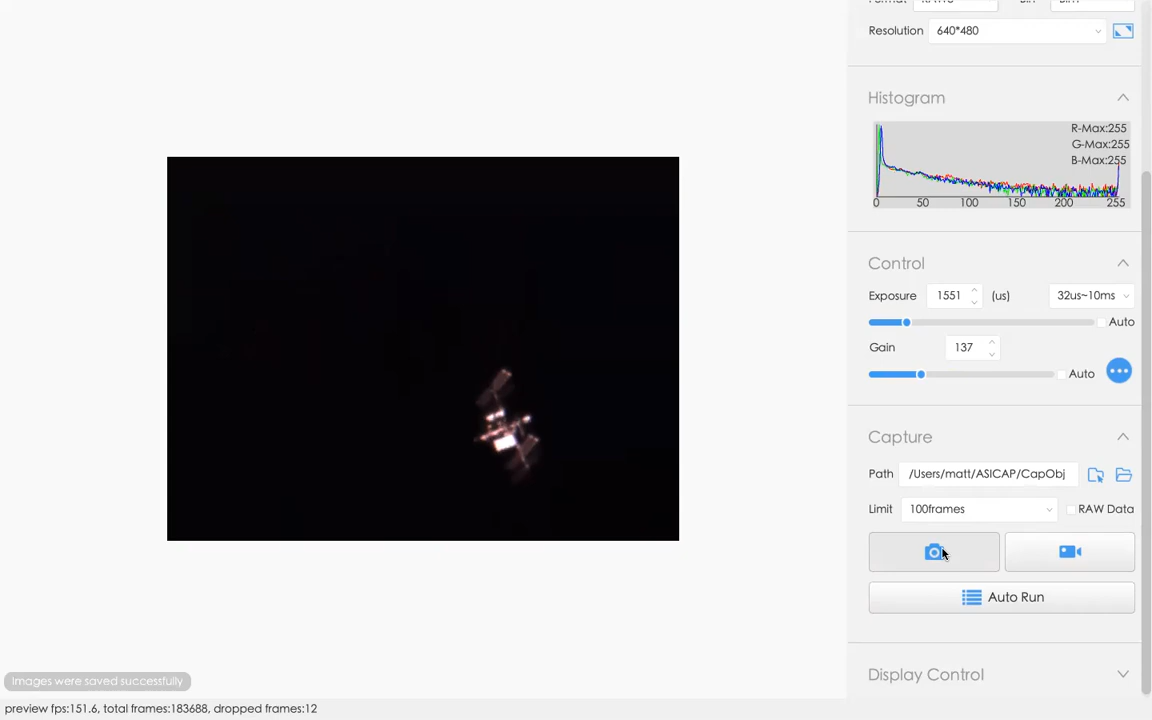 Resolution 640*480
Histogram
R-Max:255
G-Max:255
B-Max:255
0 50 100 150 200 255
Control
Exposure 1551 (us) 32us~10ms
Auto
Gain 137
Auto
Capture
Path /Users/matt/ASICAP/CapObj
Limit 100frames RAW Data
Auto Run
Display Control
Images were saved successfully
preview fps:151.6, total frames:183688, dropped frames:12